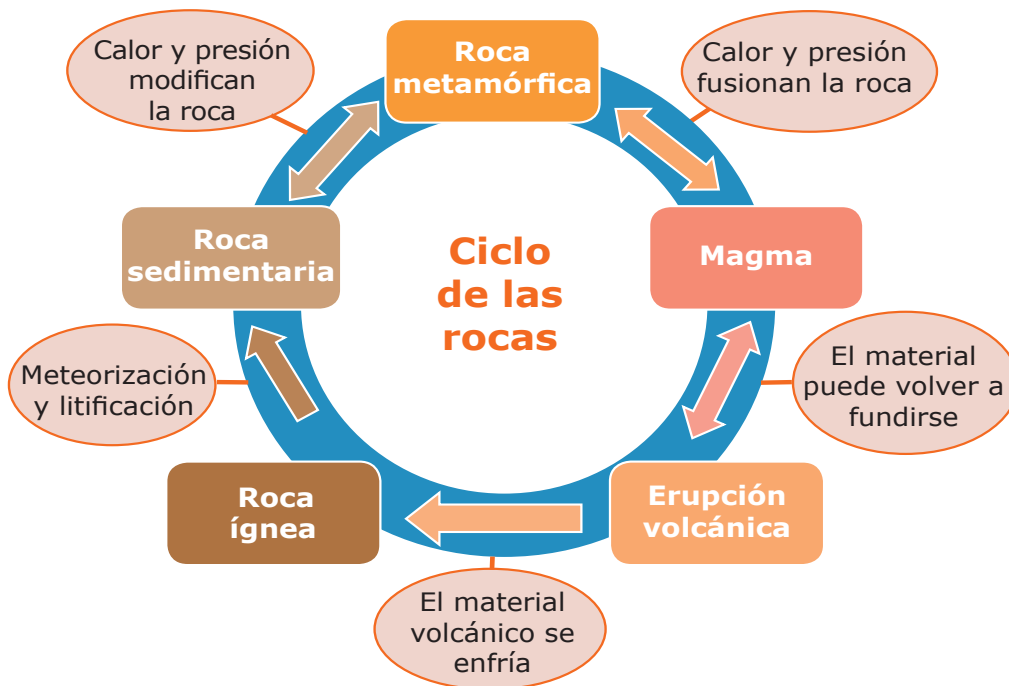 Calor y presión
modifican
la roca
Roca
metamórfica
Calor y presión
fusionan la roca
Roca
sedimentaria
Ciclo
de las
rocas
Magma
Meteorización
y litificación
El material
puede volver a
fundirse
Roca
ígnea
Erupción
volcánica
El material
volcánico se
enfría